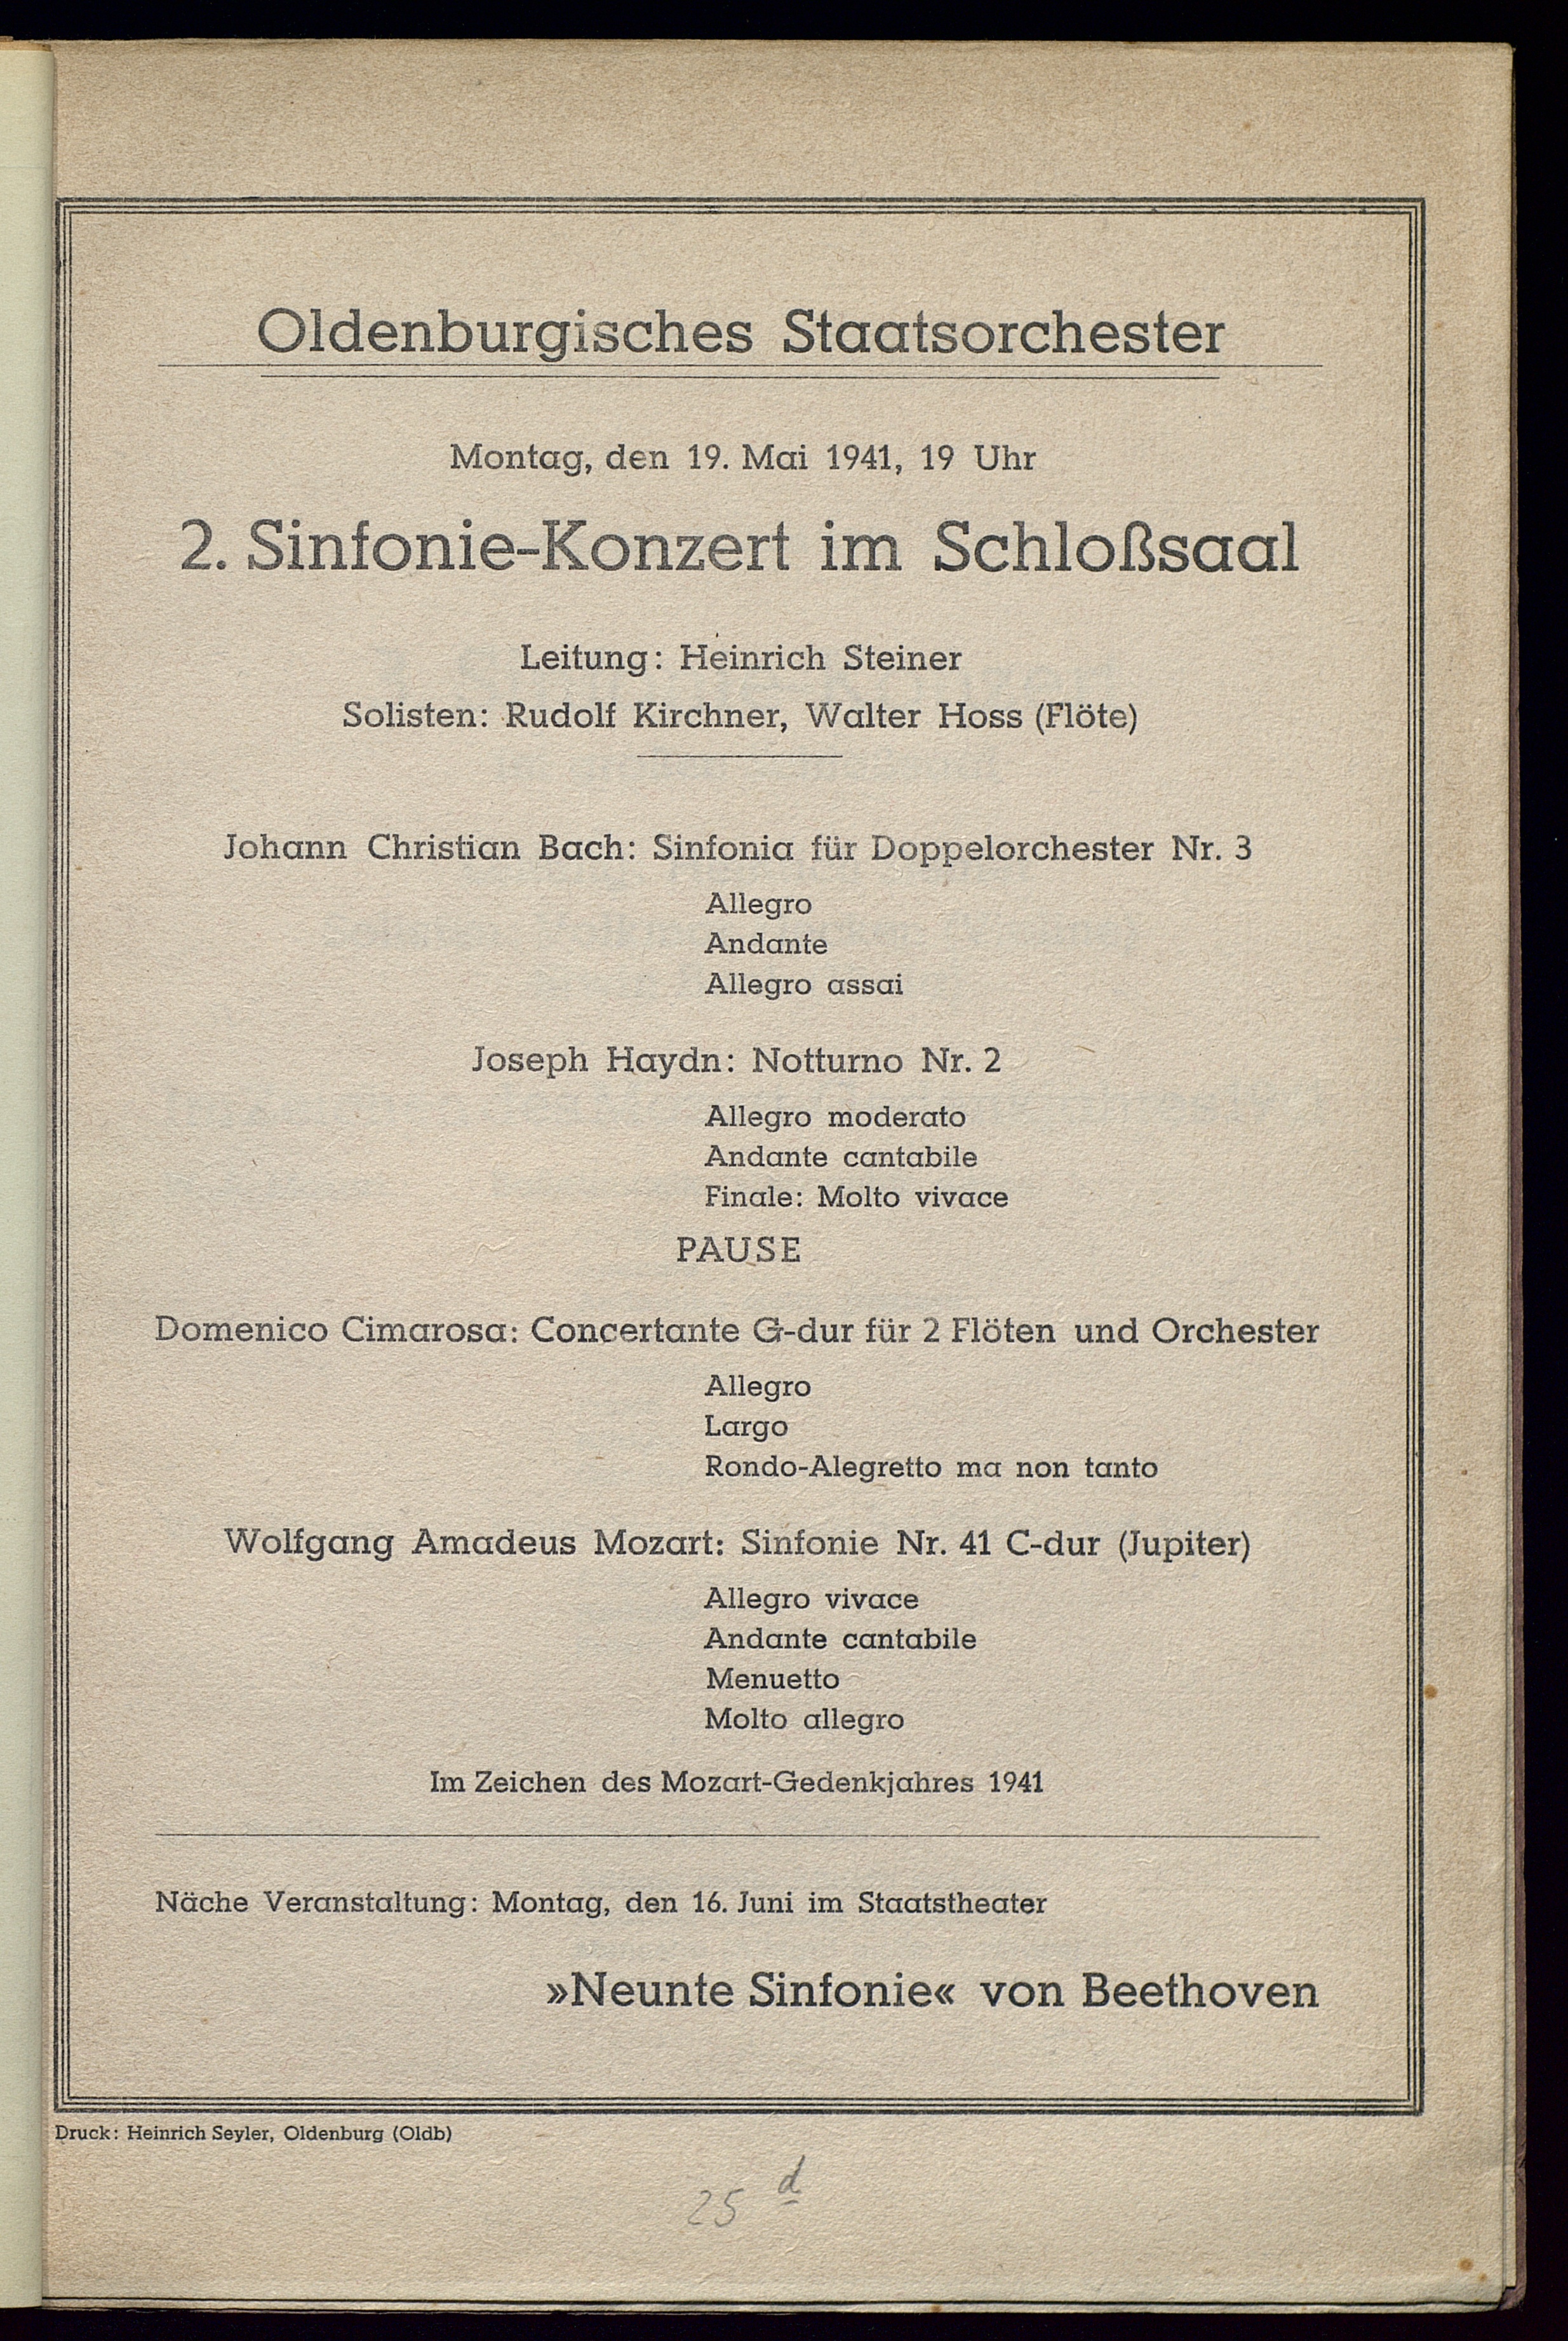 Oldenburgisches Staatsorchester
Montag, den 19. Mai 1941, 19 Uhr
2. Sinfonie-Konzert im Schloßsaal
Leitung: Heinrich Steiner
Solisten: Rudolf Kirchner, Walter Hoss (Flöte)
Johann Christian Bach: Sinfonia für Doppelorchester Nr. 3
Allegro
Andante
Allegro assai
Joseph Haydn: Notturno Nr. 2
Allegro moderato
Andante cantabile
Finale: Molto vivace
PAUSE
Domenico Cimarosa: Concertante G-dur für 2 Flöten und Orchester
Allegro
Largo
Rondo-Alegretto ma non tanto
Wolfgang Amadeus Mozart: Sinfonie Nr. 41 C-dur (Jupiter)
Allegro vivace
Andante cantabile
Menuetto
Molto allegro
Im Zeichen des Mozart-Gedenkjahres 1941
Näche Veranstaltung: Montag, den 16. Juni im Staatstheater
»Neunte Sinfonie« von Beethoven
Druck: Heinrich Seyler, Oldenburg (Oldb)
25 d